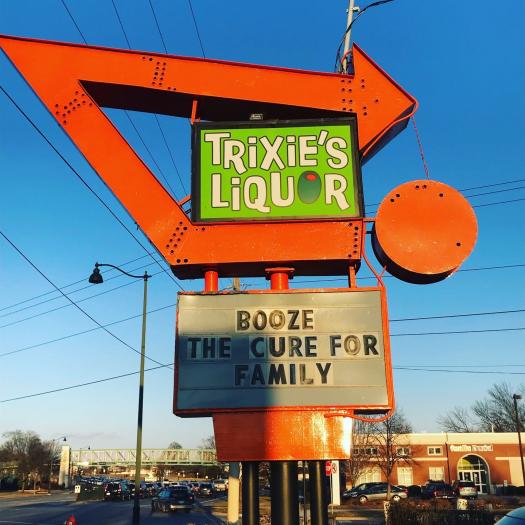 TRiXiE'S
LiQUOR
BOOZE
THE CURE FOR
FAMILY